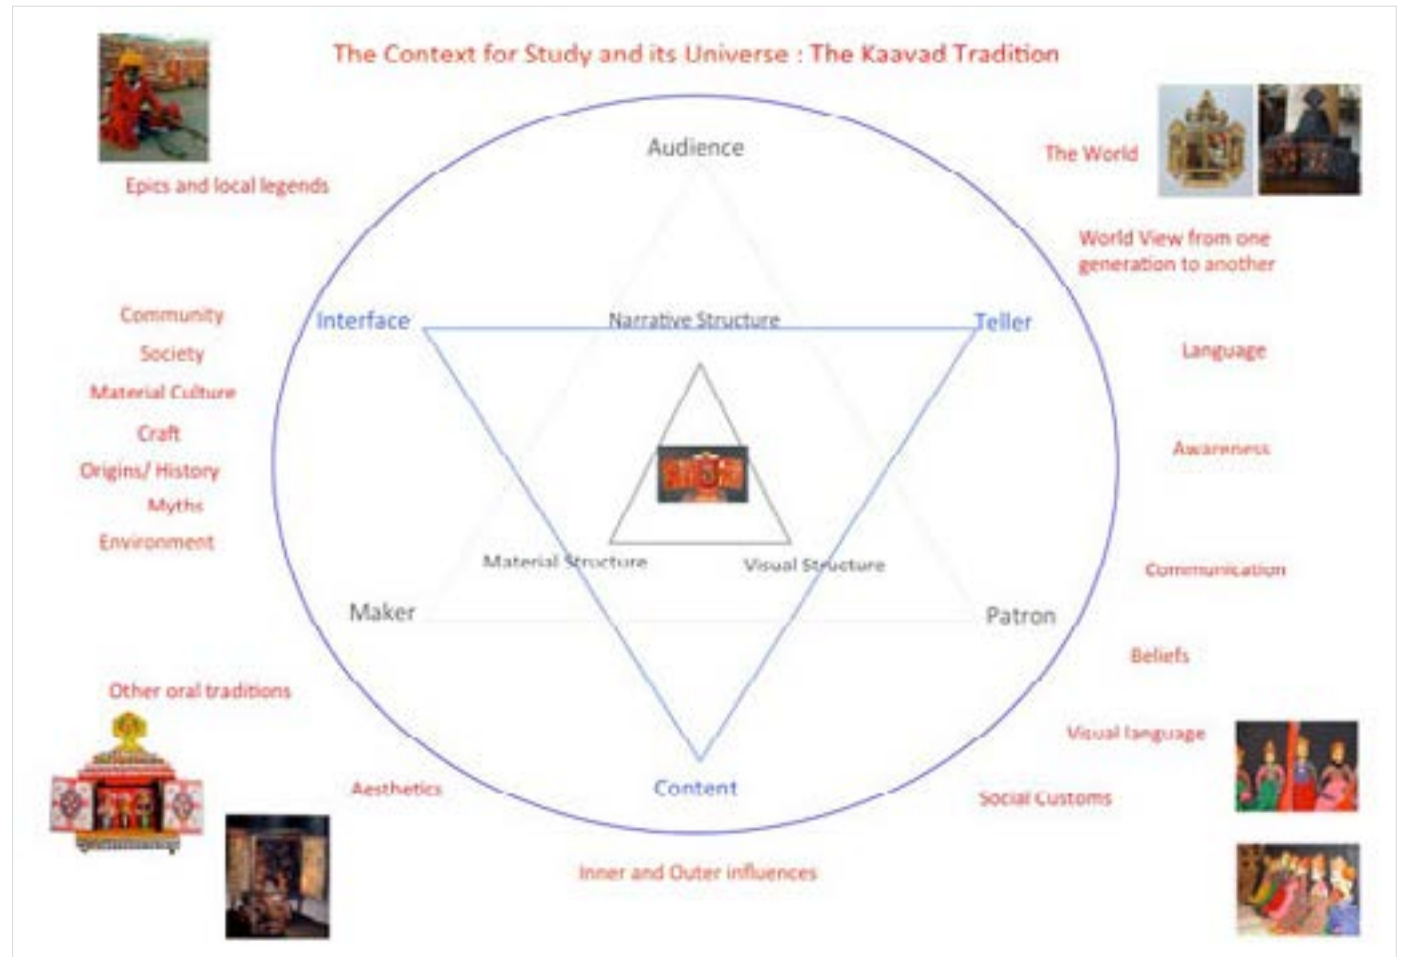 The Context for Study and its Universe : The Kaavad Tradition
Audience
The World
Epics and local legends
World View from one
generation to another
Community
Interface
Narrative Structure
Teller
Society
Language
Material Culture
Craft
Awareness
Origins/ History
Myths
Environment
Material Structure
Visual Structure
Communication
Maker
Patron
Beliefs
Other oral traditions
Visual language
Aesthetics
Content
Social Customs
Inner and Outer influences